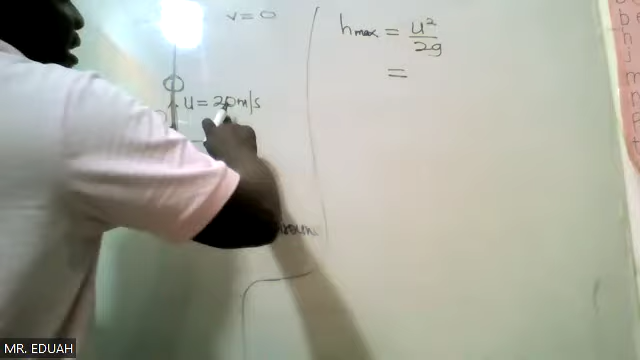 v = 0
u = 20m/s
hmax = u²/2g
=
b
e
h
j
m
n
p
t
MR. EDUAH